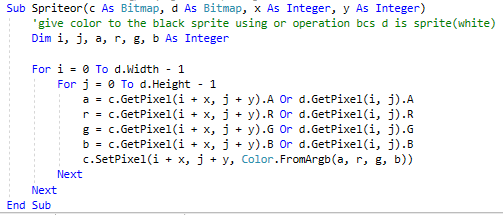 Sub Spriteor(c As Bitmap, d As Bitmap, x As Integer, y As Integer)
'give color to the black sprite using or operation bcs d is sprite(white)
Dim i, j, a, r, g, b As Integer
For i = 0 To d.Width - 1
For j = 0 To d.Height - 1
a = c.GetPixel(i + x, j + y).A Or d.GetPixel(i, j).A
r = c.GetPixel(i + x, j + y).R Or d.GetPixel(i, j).R
g = c.GetPixel(i + x, j + y).G Or d.GetPixel(i, j).G
b = c.GetPixel(i + x, j + y).B Or d.GetPixel(i, j).B
c.SetPixel(i + x, j + y, Color.FromArgb(a, r, g, b))
Next
Next
End Sub